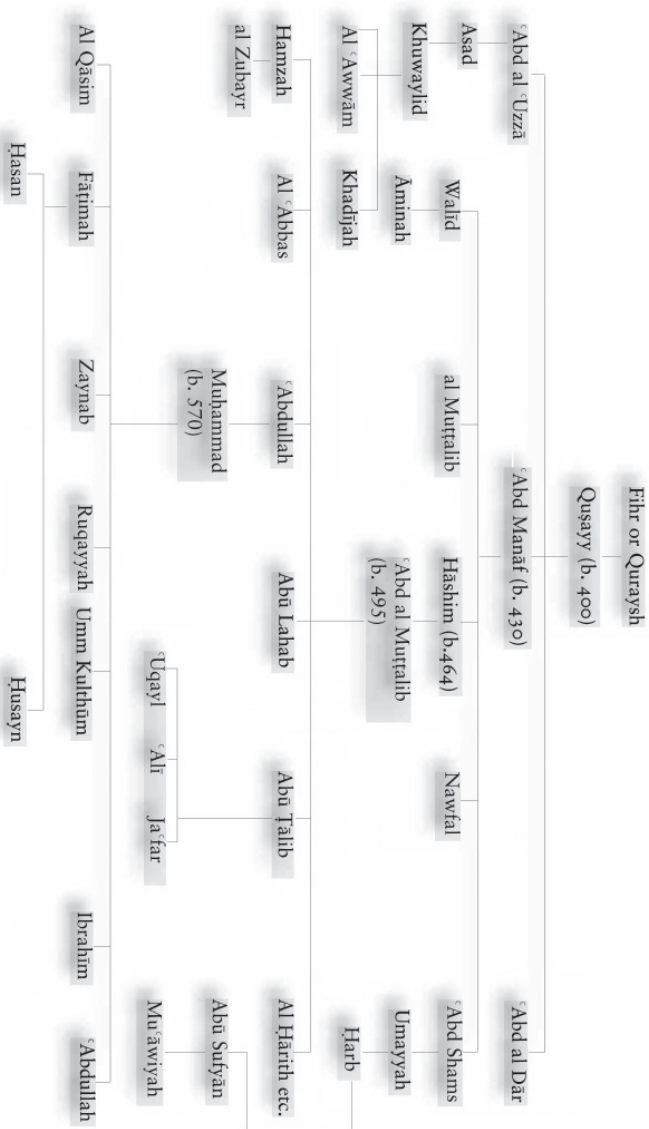 Fihr or Quraysh
Quṣayy (b. 400)
ʿAbd al ʿUzzā
ʿAbd Manāf (b. 430)
ʿAbd al Dār
Asad
Walīd
al Muṭṭalib
Hāshim (b.464)
Nawfal
ʿAbd Shams
Khuwaylid
Āminah
ʿAbd al Muṭṭalib
(b. 495)
Umayyah
Al ʿAwwām
Khadījah
Ḥarb
Hamzah
Al ʿAbbas
ʿAbdullah
Abū Lahab
Abū Ṭālib
Al Ḥārith etc.
al Zubayr
Muḥammad
(b. 570)
Abū Sufyān
ʿUqayl
ʿAlī
Jaʿfar
Muʿāwiyah
Al Qāsim
Fāṭimah
Zaynab
Ruqayyah
Umm Kulthūm
Ibrahīm
ʿAbdullah
Ḥasan
Ḥusayn